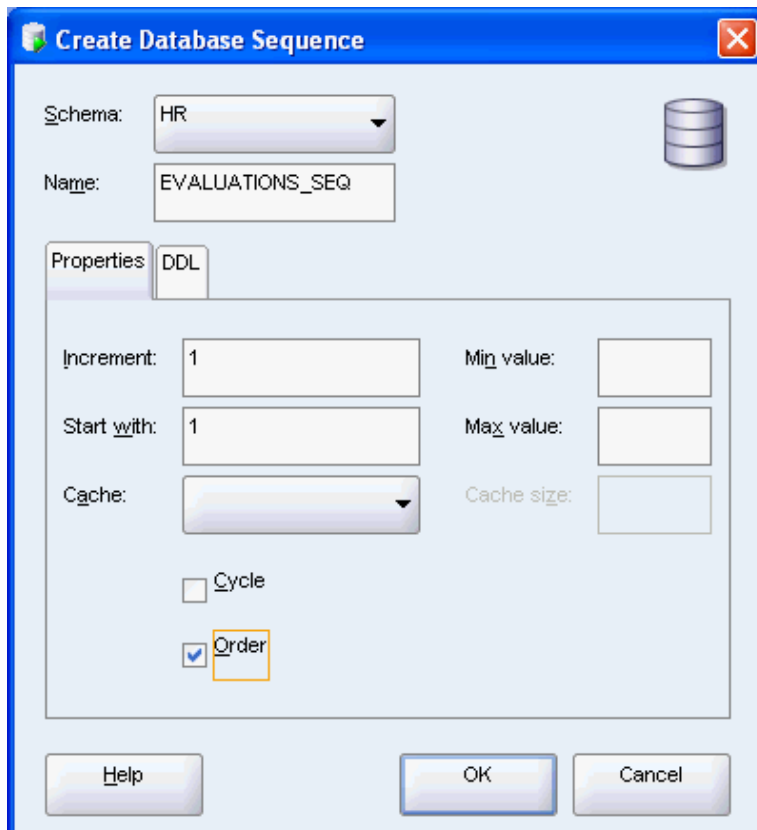 Create Database Sequence
Schema: HR
Name: EVALUATIONS_SEQ
Properties DDL
Increment: 1 Min value:
Start with: 1 Max value:
Cache: Cache size:
Cycle
Order
Help OK Cancel